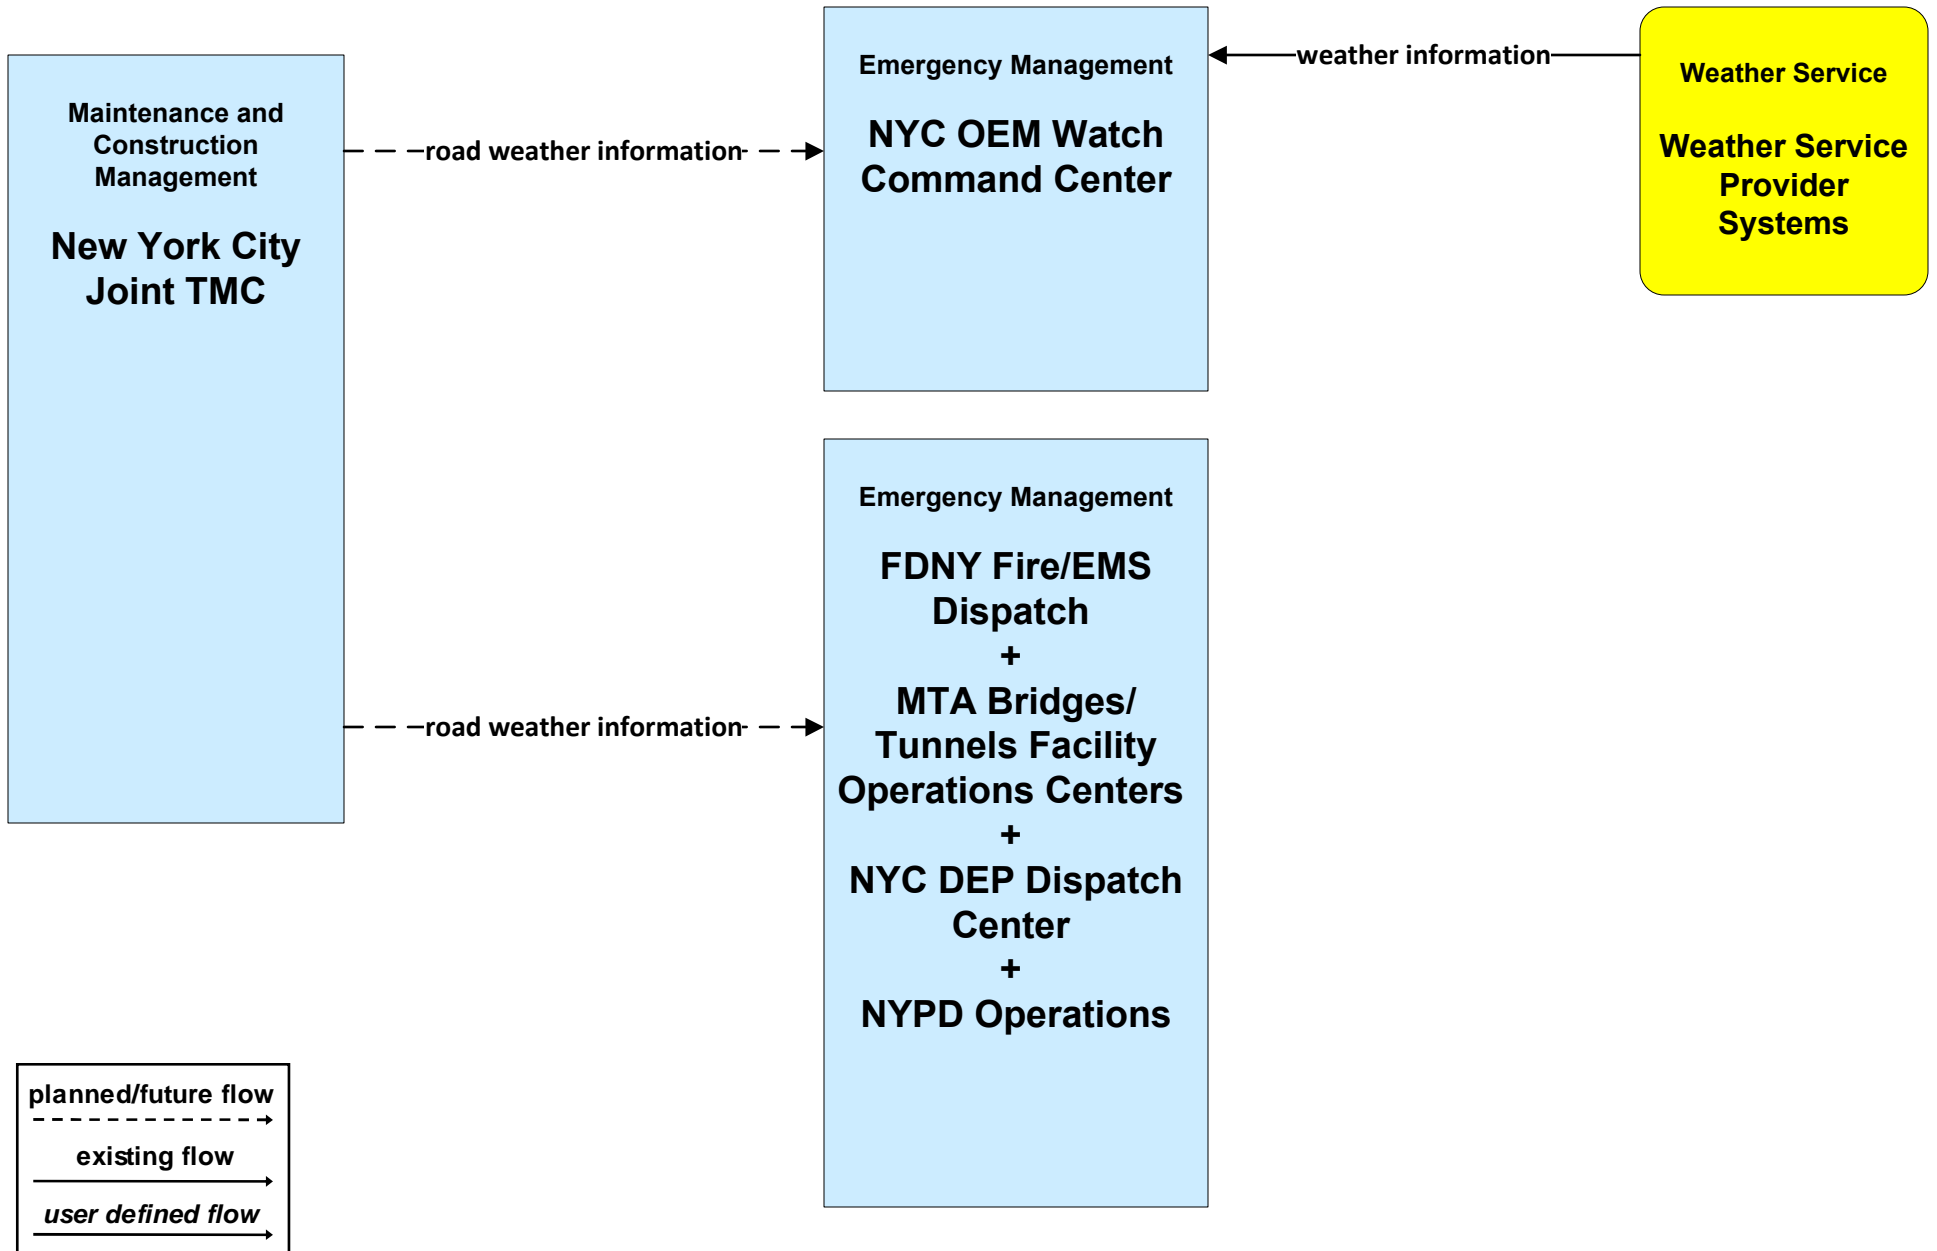 Maintenance and
Construction
Management
New York City
Joint TMC
road weather information
road weather information
Emergency Management
NYC OEM Watch
Command Center
weather information
Weather Service
Weather Service
Provider
Systems
Emergency Management
FDNY Fire/EMS
Dispatch
+
MTA Bridges/
Tunnels Facility
Operations Centers
+
NYC DEP Dispatch
Center
+
NYPD Operations
planned/future flow
existing flow
user defined flow